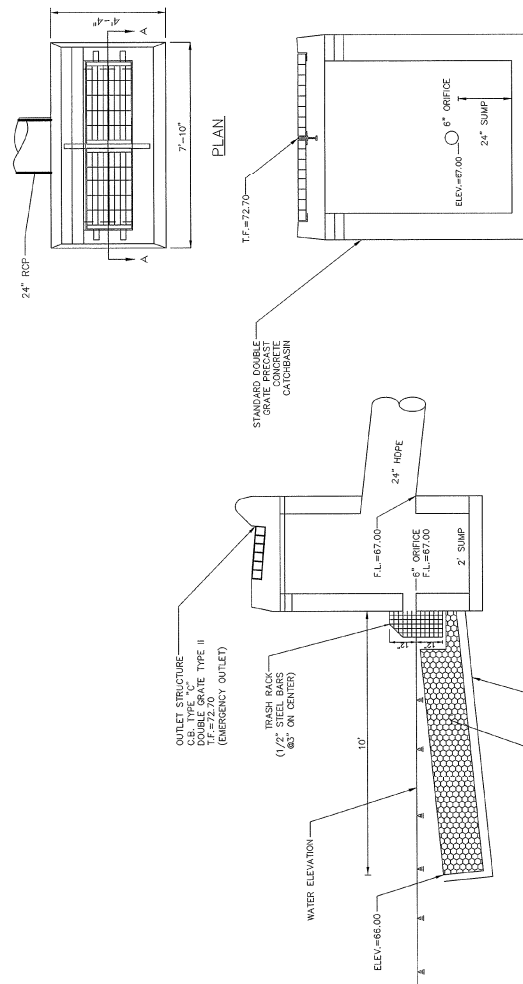 24" RCP
4'-4"
A
A
7'-10"
PLAN
T.F.=72.70
STANDARD DOUBLE
GRATE PRECAST
CONCRETE
CATCHBASIN
ELEV.=67.00
6" ORIFICE
24" SUMP
OUTLET STRUCTURE
C.B. TYPE "C"
DOUBLE GRATE TYPE II
T.F.=72.70
(EMERGENCY OUTLET)
TRASH RACK
(1/2" STEEL BARS
@3" ON CENTER)
10'
WATER ELEVATION
ELEV.=66.00
12"
12"
F.L.=67.00
6" ORIFICE
F.L.=67.00
2' SUMP
24" HDPE